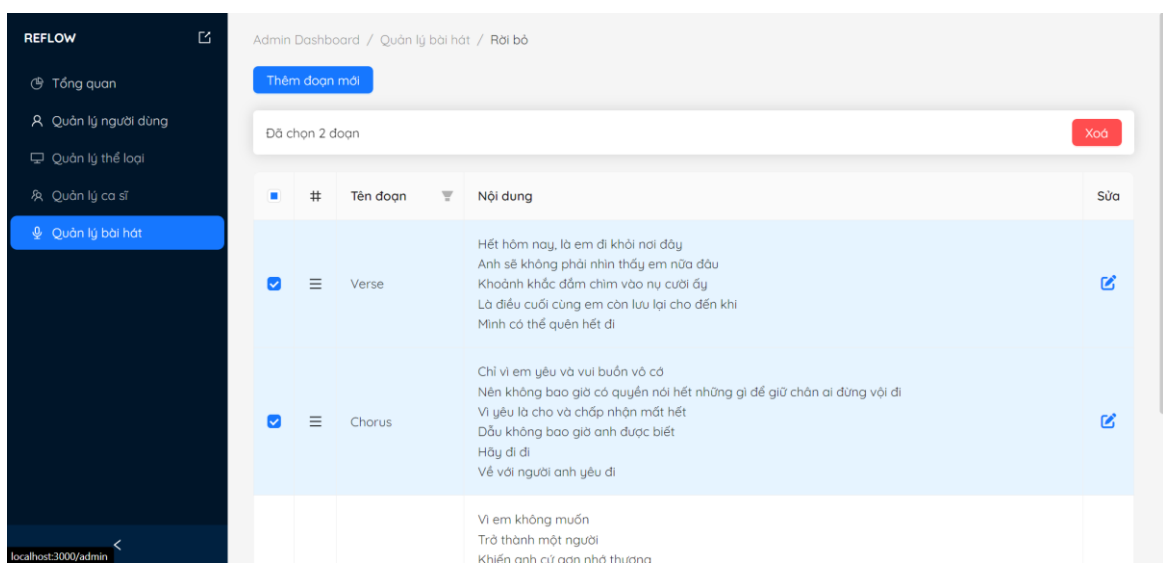 REFLOW
Tổng quan
Quản lý người dùng
Quản lý thể loại
Quản lý ca sĩ
Quản lý bài hát
localhost:3000/admin
Admin Dashboard / Quản lý bài hát / Rời bỏ
Thêm đoạn mới
Đã chọn 2 đoạn
Xoá
# Tên đoạn Nội dung Sửa
Verse
Hết hôm nay, là em đi khỏi nơi đây
Anh sẽ không phải nhìn thấy em nữa đâu
Khoảnh khắc đắm chìm vào nụ cười ấy
Là điều cuối cùng em còn lưu lại cho đến khi
Mình có thể quên hết đi
Chorus
Chỉ vì em yêu và vui buồn vô cớ
Nên không bao giờ có quyền nói hết những gì để giữ chân ai đừng vội đi
Vì yêu là cho và chấp nhận mất hết
Dẫu không bao giờ anh được biết
Hãy đi đi
Về với người anh yêu đi
Vì em không muốn
Trở thành một người
Khiến anh cứ gợn nhớ thương